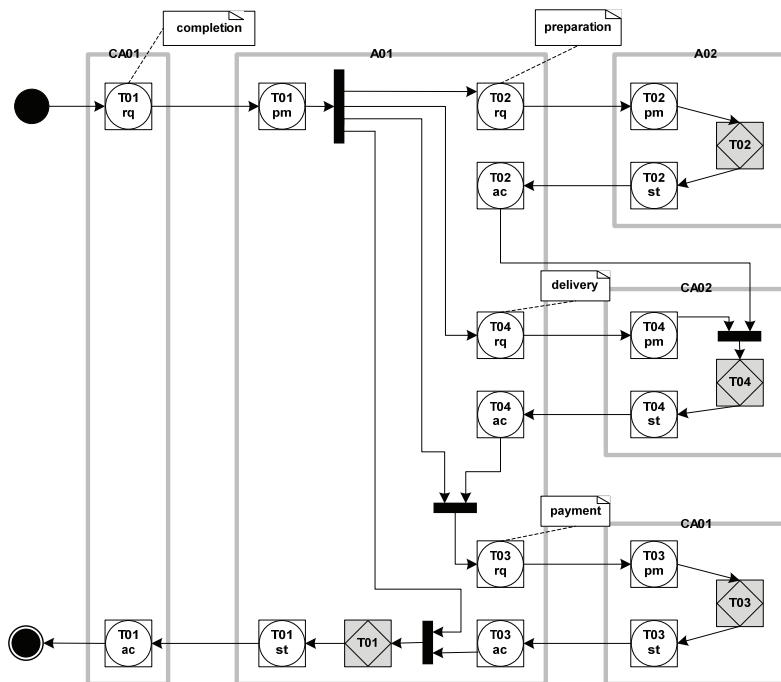 completion
preparation
CA01
A01
A02
T01
rq
T01
pm
T02
rq
T02
pm
T02
T02
ac
T02
st
delivery
CA02
T04
rq
T04
pm
T04
T04
ac
T04
st
payment
CA01
T03
rq
T03
pm
T03
T01
ac
T01
st
T01
T03
ac
T03
st